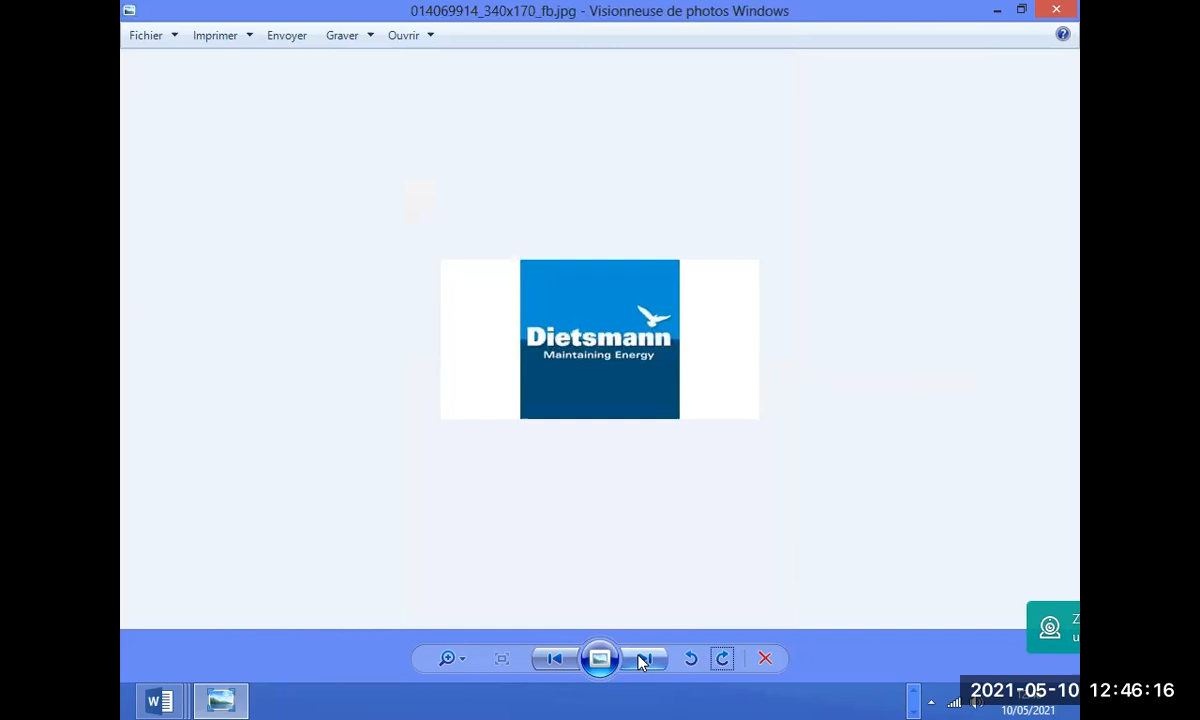 014069914_340x170_fb.jpg - Visionneuse de photos Windows
Fichier Imprimer Envoyer Graver Ouvrir
Dietsmann
Maintaining Energy
Z
u
2021-05-10 12:46:16
10/05/2021